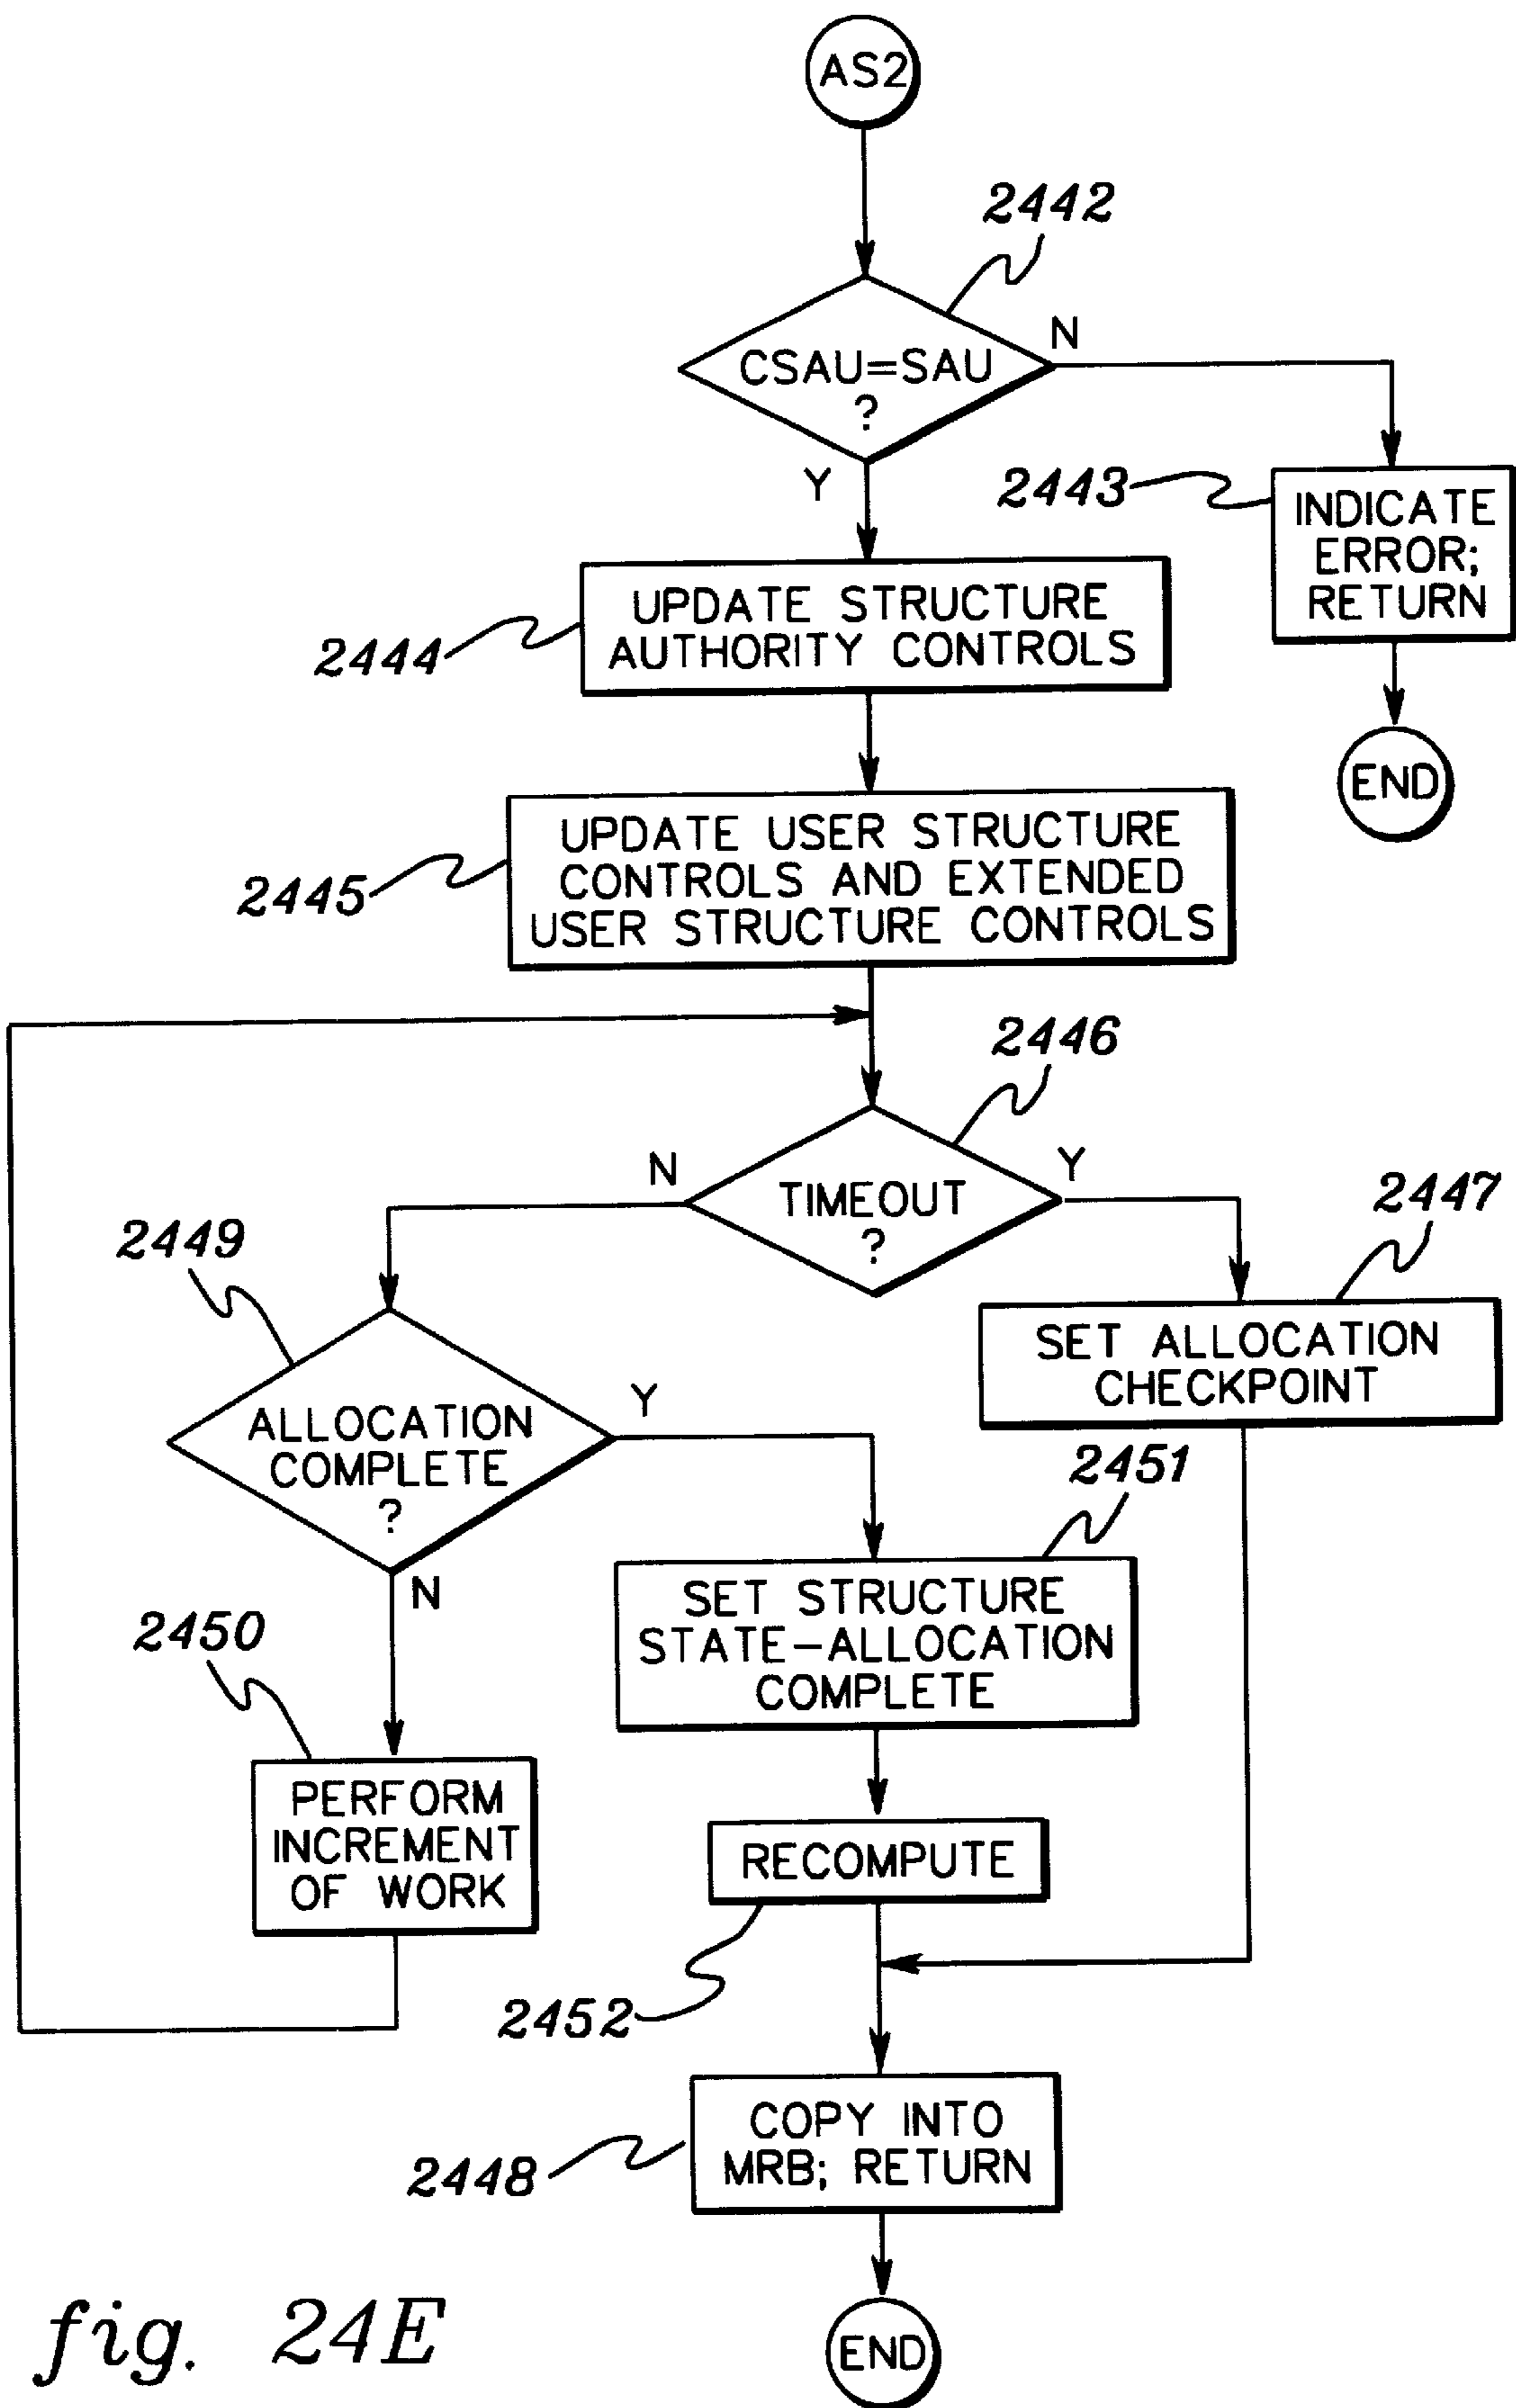 AS2
2442
CSAU=SAU
?
N
Y
2443
INDICATE
ERROR;
RETURN
END
2444
UPDATE STRUCTURE
AUTHORITY CONTROLS
2445
UPDATE USER STRUCTURE
CONTROLS AND EXTENDED
USER STRUCTURE CONTROLS
2446
TIMEOUT
?
N
Y
2447
SET ALLOCATION
CHECKPOINT
2449
ALLOCATION
COMPLETE
?
Y
N
2451
SET STRUCTURE
STATE-ALLOCATION
COMPLETE
2450
PERFORM
INCREMENT
OF WORK
RECOMPUTE
2452
2448
COPY INTO
MRB; RETURN
END
fig. 24E